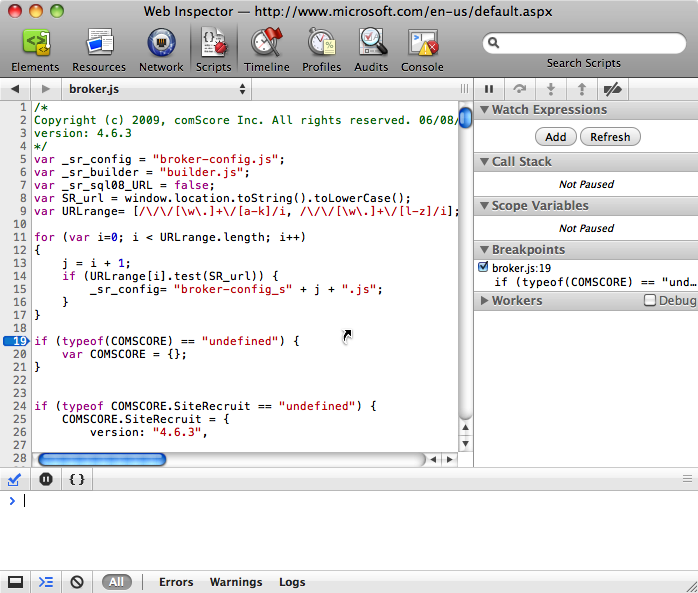 Web Inspector — http://www.microsoft.com/en-us/default.aspx
Elements Resources Network Scripts Timeline Profiles Audits Console
Search Scripts
broker.js
1 /*
2 Copyright (c) 2009, comScore Inc. All rights reserved. 06/08/
3 version: 4.6.3
4 */
5 var _sr_config = "broker-config.js";
6 var _sr_builder = "builder.js";
7 var _sr_sql08_URL = false;
8 var SR_url = window.location.toString().toLowerCase();
9 var URLrange= [/\/\/[\w\.]+\/[a-k]/i, /\/\/[\w\.]+\/[l-z]/i];
10
11 for (var i=0; i < URLrange.length; i++)
12 {
13 j = i + 1;
14 if (URLrange[i].test(SR_url)) {
15 _sr_config= "broker-config_s" + j + ".js";
16 }
17 }
18
19 if (typeof(COMSCORE) == "undefined") {
20 var COMSCORE = {};
21 }
22
23
24 if (typeof COMSCORE.SiteRecruit == "undefined") {
25 COMSCORE.SiteRecruit = {
26 version: "4.6.3",
27
28
Watch Expressions
Add Refresh
Call Stack
Not Paused
Scope Variables
Not Paused
Breakpoints
broker.js:19
if (typeof(COMSCORE) == "und...
Workers Debug
{}
>
All Errors Warnings Logs